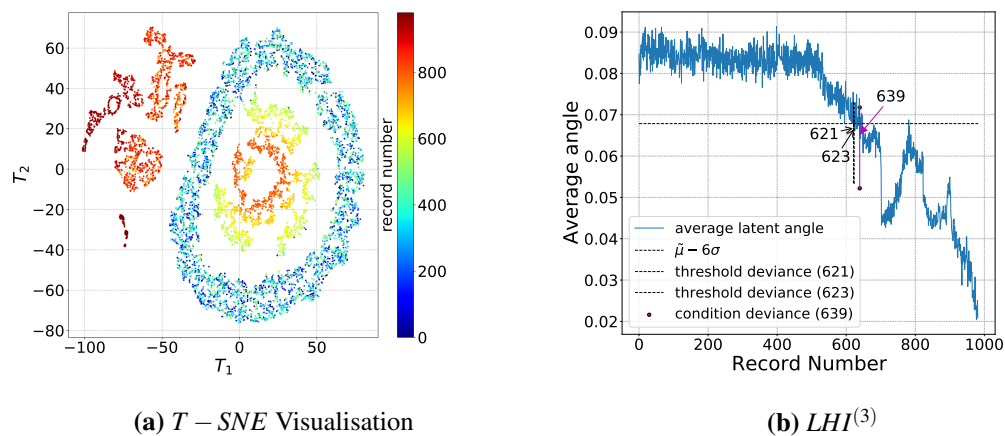 60
40
20
0
−20
−40
−60
−80
T2
−100
−50
0
50
T1
800
600
400
200
0
record number
(a) T − SNE Visualisation
0.09
0.08
0.07
0.06
0.05
0.04
0.03
0.02
Average angle
639
621
623
average latent angle
μ̃ − 6σ
threshold deviance (621)
threshold deviance (623)
condition deviance (639)
0
200
400
600
800
1000
Record Number
(b) LHI(3)